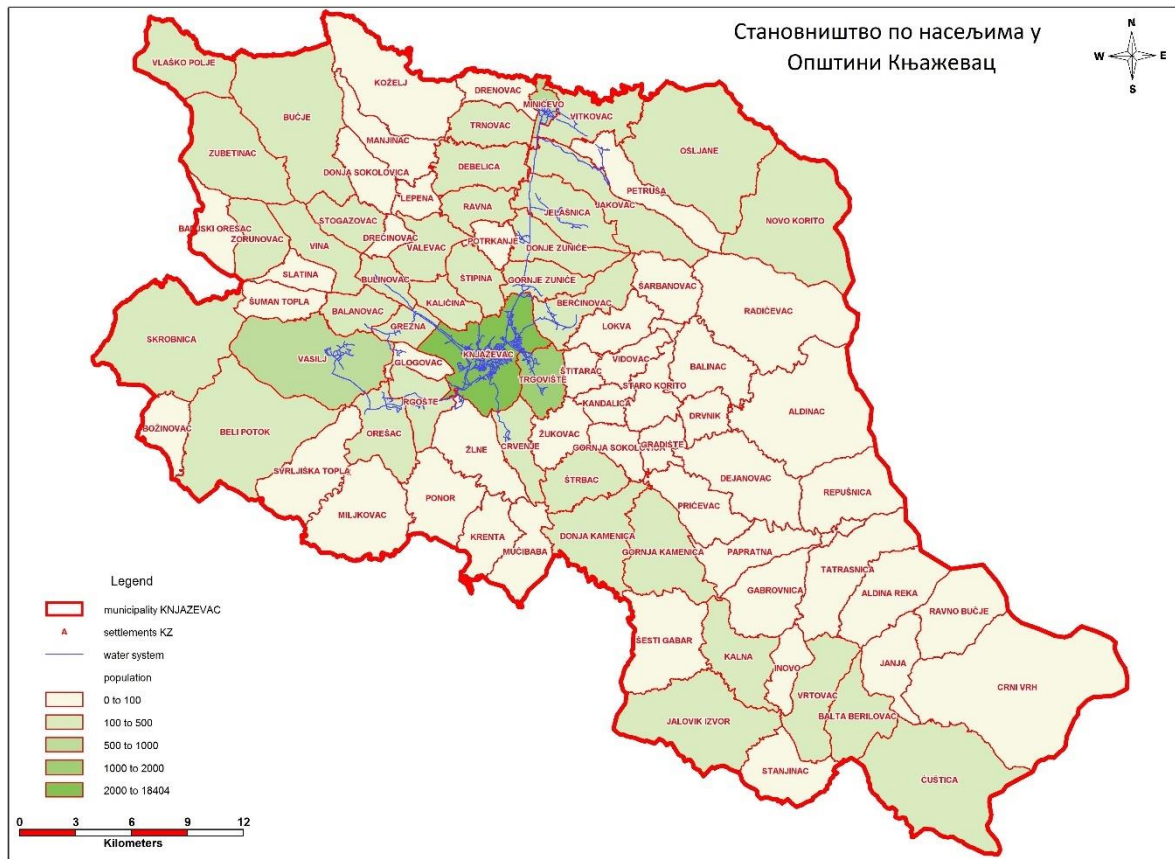 Становништво по насељима у
Општини Књажевац
N
W E
S
VLAŠKO POLJE
KOŽELJ
DRENOVAC
MINIĆEVO
BUČJE
TRNOVAC
VITKOVAC
MANJINAC
OŠLJANE
ZUBETINAC
DEBELICA
DONJA SOKOLOVICA
PETRUŠA
LEPENA
RAVNA
JAKOVAC
JELAŠNICA
NOVO KORITO
STOGAZOVAC
BANJSKI OREŠAC
DREČINOVAC
POTRKANJE
ZORUNOVAC
VINA
VALEVAC
DONJE ZUNIČE
SLATINA
BULINOVAC
ŠTIPINA
GORNJE ZUNIČE
ŠARBANOVAC
ŠUMAN TOPLA
KALIČINA
BERČINOVAC
BALANOVAC
RADIČEVAC
GREZNA
LOKVA
SKROBNICA
VASILJ
GLOGOVAC
KNJAŽEVAC
VIDOVAC
BALINAC
ŠTITARAC
TRGOVIŠTE
STARO KORITO
RGOŠTE
KANDALICA
ALDINAC
DRVNIK
BOŽINOVAC
BELI POTOK
OREŠAC
ŽUKOVAC
CRVENJE
GORNJA SOKOLOVICA
GRADIŠTE
ŽLNE
SVRLJIŠKA TOPLA
DEJANOVAC
ŠTRBAC
REPUŠNICA
PONOR
MILJKOVAC
PRIČEVAC
KRENTA
DONJA KAMENICA
MUČIBABA
GORNJA KAMENICA
PAPRATNA
TATRASNICA
GABROVNICA
ALDINA REKA
RAVNO BUČJE
ŠESTI GABAR
KALNA
INOVO
JANJA
CRNI VRH
VRTOVAC
JALOVIK IZVOR
BALTA BERILOVAC
STANJINAC
ĆUŠTICA
Legend
municipality KNJAZEVAC
A settlements KZ
water system
population
0 to 100
100 to 500
500 to 1000
1000 to 2000
2000 to 18404
0 3 6 9 12
Kilometers